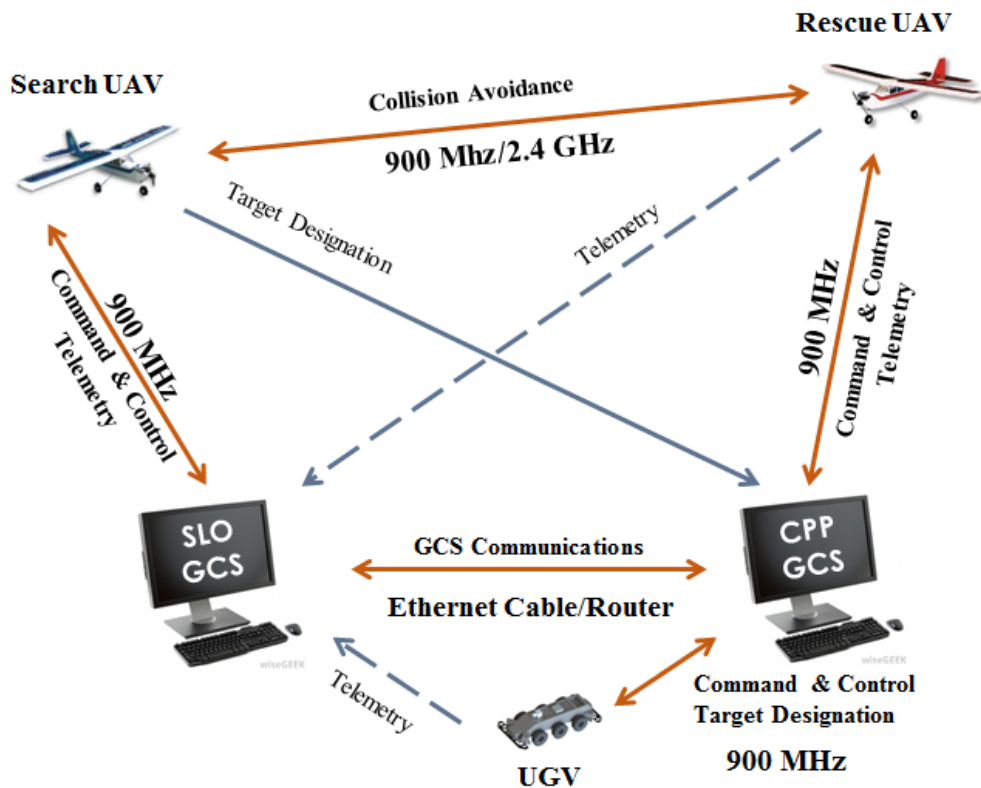 Rescue UAV
Search UAV
Collision Avoidance
900 Mhz/2.4 GHz
Target Designation
Telemetry
900 MHz
Command & Control
Telemetry
900 MHz
Command & Control
Telemetry
SLO
GCS
CPP
GCS
GCS Communications
Ethernet Cable/Router
wiseGEEK
wiseGEEK
Telemetry
Command & Control
Target Designation
900 MHz
UGV